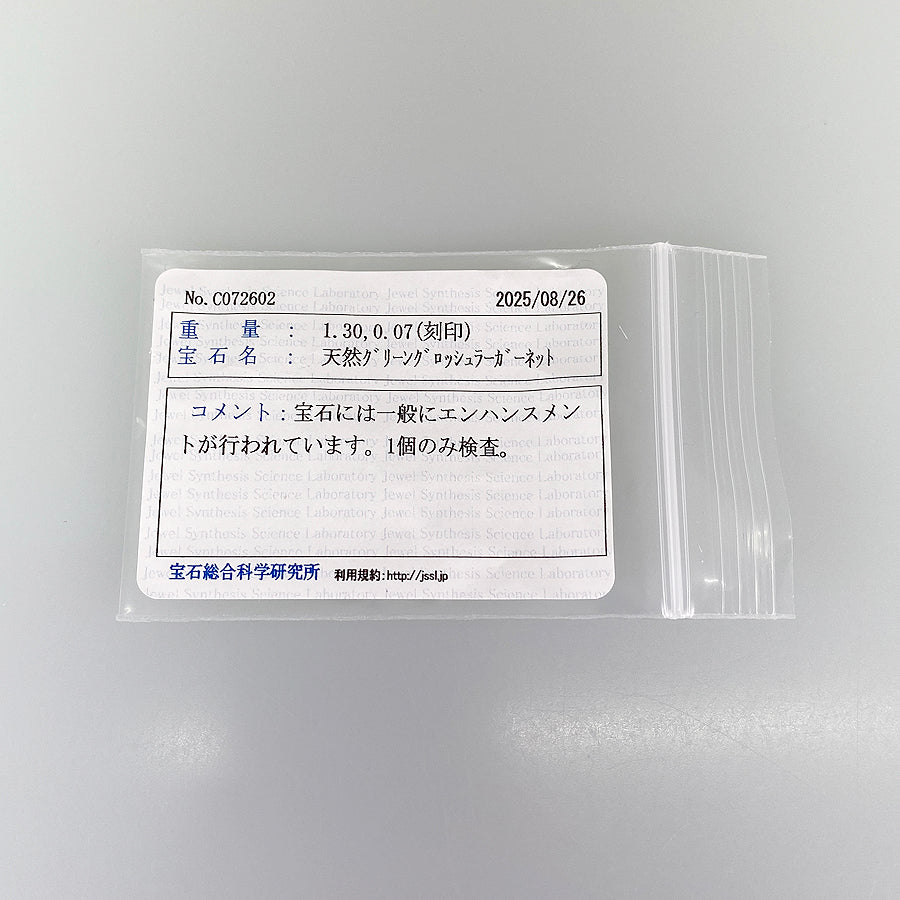 No.C072602 2025/08/26
重量： 1.30,0.07(刻印)
宝石名： 天然ｸﾞﾘｰﾝｸﾞﾛｯｼｭﾗｰｶﾞｰﾈｯﾄ
コメント：宝石には一般にエンハンスメン
トが行われています。1個のみ検査。
宝石総合科学研究所 利用規約:http://jssl.jp
Jewel Synthesis Science Laboratory